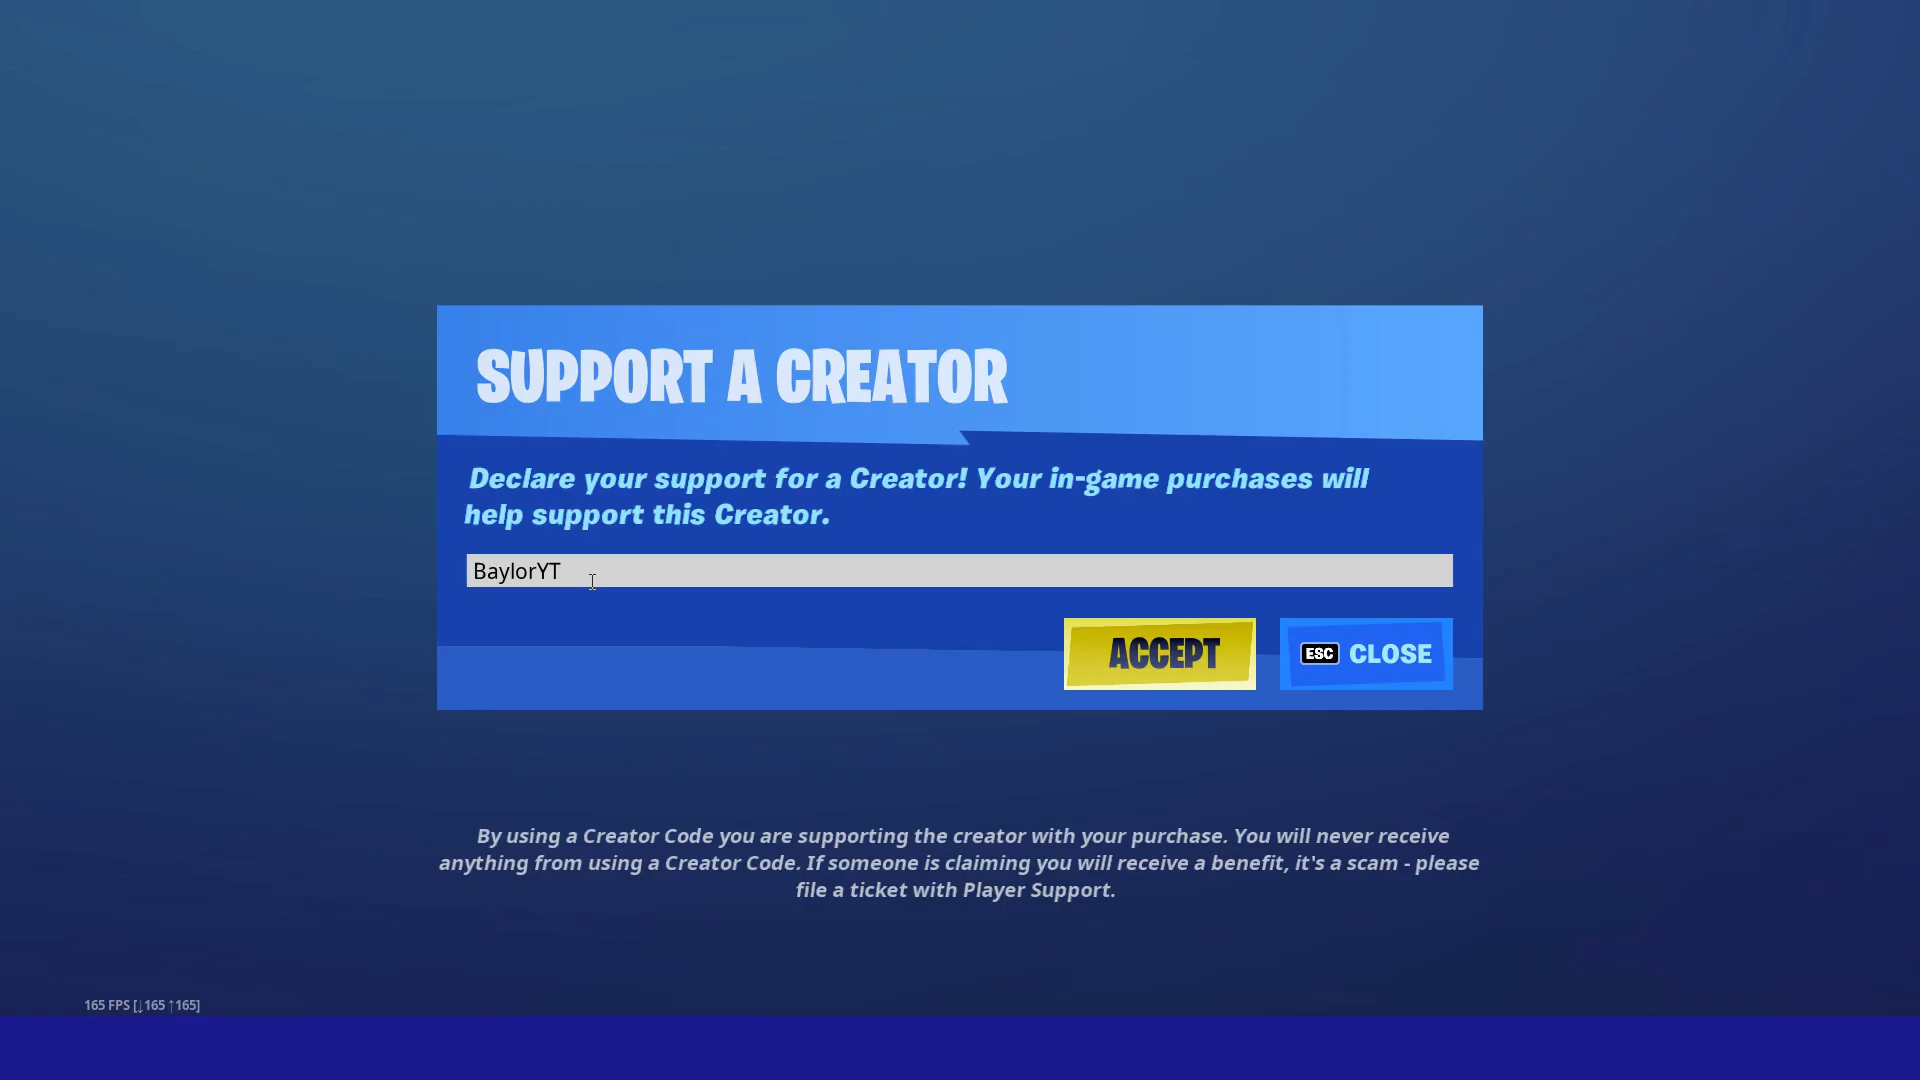 SUPPORT A CREATOR
Declare your support for a Creator! Your in-game purchases will
help support this Creator.
BaylorYT
ACCEPT
ESC CLOSE
By using a Creator Code you are supporting the creator with your purchase. You will never receive
anything from using a Creator Code. If someone is claiming you will receive a benefit, it's a scam - please
file a ticket with Player Support.
165 FPS [↓165 ↑165]